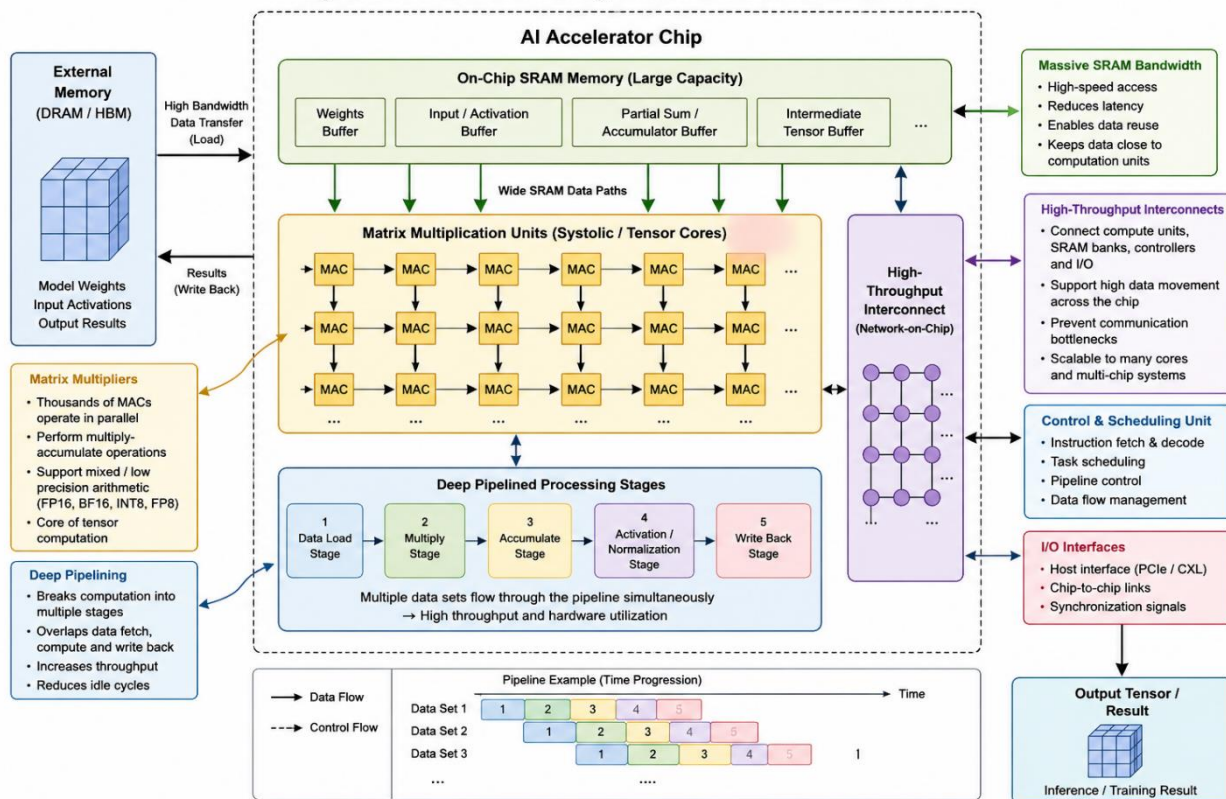 AI Accelerator Chip
External
Memory
(DRAM / HBM)
Model Weights
Input Activations
Output Results
High Bandwidth
Data Transfer
(Load)
Results
(Write Back)
On-Chip SRAM Memory (Large Capacity)
Weights
Buffer
Input / Activation
Buffer
Partial Sum /
Accumulator Buffer
Intermediate
Tensor Buffer
...
Wide SRAM Data Paths
Matrix Multiplication Units (Systolic / Tensor Cores)
MAC MAC MAC MAC MAC MAC ...
MAC MAC MAC MAC MAC MAC ...
MAC MAC MAC MAC MAC MAC ...
... ... ... ... ... ...
High-
Throughput
Interconnect
(Network-on-Chip)
...
...
...
... ...
Deep Pipelined Processing Stages
1
Data Load
Stage
2
Multiply
Stage
3
Accumulate
Stage
4
Activation /
Normalization
Stage
5
Write Back
Stage
Multiple data sets flow through the pipeline simultaneously
→ High throughput and hardware utilization
Matrix Multipliers
• Thousands of MACs
operate in parallel
• Perform multiply-
accumulate operations
• Support mixed / low
precision arithmetic
(FP16, BF16, INT8, FP8)
• Core of tensor
computation
Deep Pipelining
• Breaks computation into
multiple stages
• Overlaps data fetch,
compute and write back
• Increases throughput
• Reduces idle cycles
Massive SRAM Bandwidth
• High-speed access
• Reduces latency
• Enables data reuse
• Keeps data close to
computation units
High-Throughput Interconnects
• Connect compute units,
SRAM banks, controllers
and I/O
• Support high data movement
across the chip
• Prevent communication
bottlenecks
• Scalable to many cores
and multi-chip systems
Control & Scheduling Unit
• Instruction fetch & decode
• Task scheduling
• Pipeline control
• Data flow management
I/O Interfaces
• Host interface (PCIe / CXL)
• Chip-to-chip links
• Synchronization signals
Output Tensor /
Result
Inference / Training Result
Data Flow
Control Flow
Pipeline Example (Time Progression)
Time
Data Set 1 1 2 3 4 5
Data Set 2 1 2 3 4 5
Data Set 3 1 2 3 4 5 1
... ....